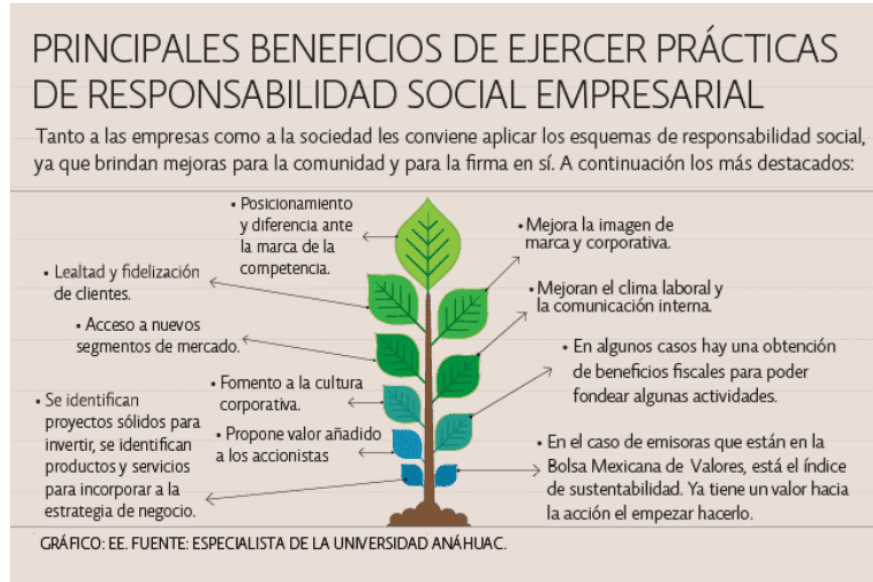 PRINCIPALES BENEFICIOS DE EJERCER PRÁCTICAS
DE RESPONSABILIDAD SOCIAL EMPRESARIAL
Tanto a las empresas como a la sociedad les conviene aplicar los esquemas de responsabilidad social,
ya que brindan mejoras para la comunidad y para la firma en sí. A continuación los más destacados:
• Posicionamiento
y diferencia ante
la marca de la
competencia.
• Lealtad y fidelización
de clientes.
• Acceso a nuevos
segmentos de mercado.
• Fomento a la cultura
corporativa.
• Propone valor añadido
a los accionistas
• Se identifican
proyectos sólidos para
invertir, se identifican
productos y servicios
para incorporar a la
estrategia de negocio.
• Mejora la imagen de
marca y corporativa.
• Mejoran el clima laboral y
la comunicación interna.
• En algunos casos hay una obtención
de beneficios fiscales para poder
fondear algunas actividades.
• En el caso de emisoras que están en la
Bolsa Mexicana de Valores, está el índice
de sustentabilidad. Ya tiene un valor hacia
la acción el empezar hacerlo.
GRÁFICO: EE. FUENTE: ESPECIALISTA DE LA UNIVERSIDAD ANÁHUAC.